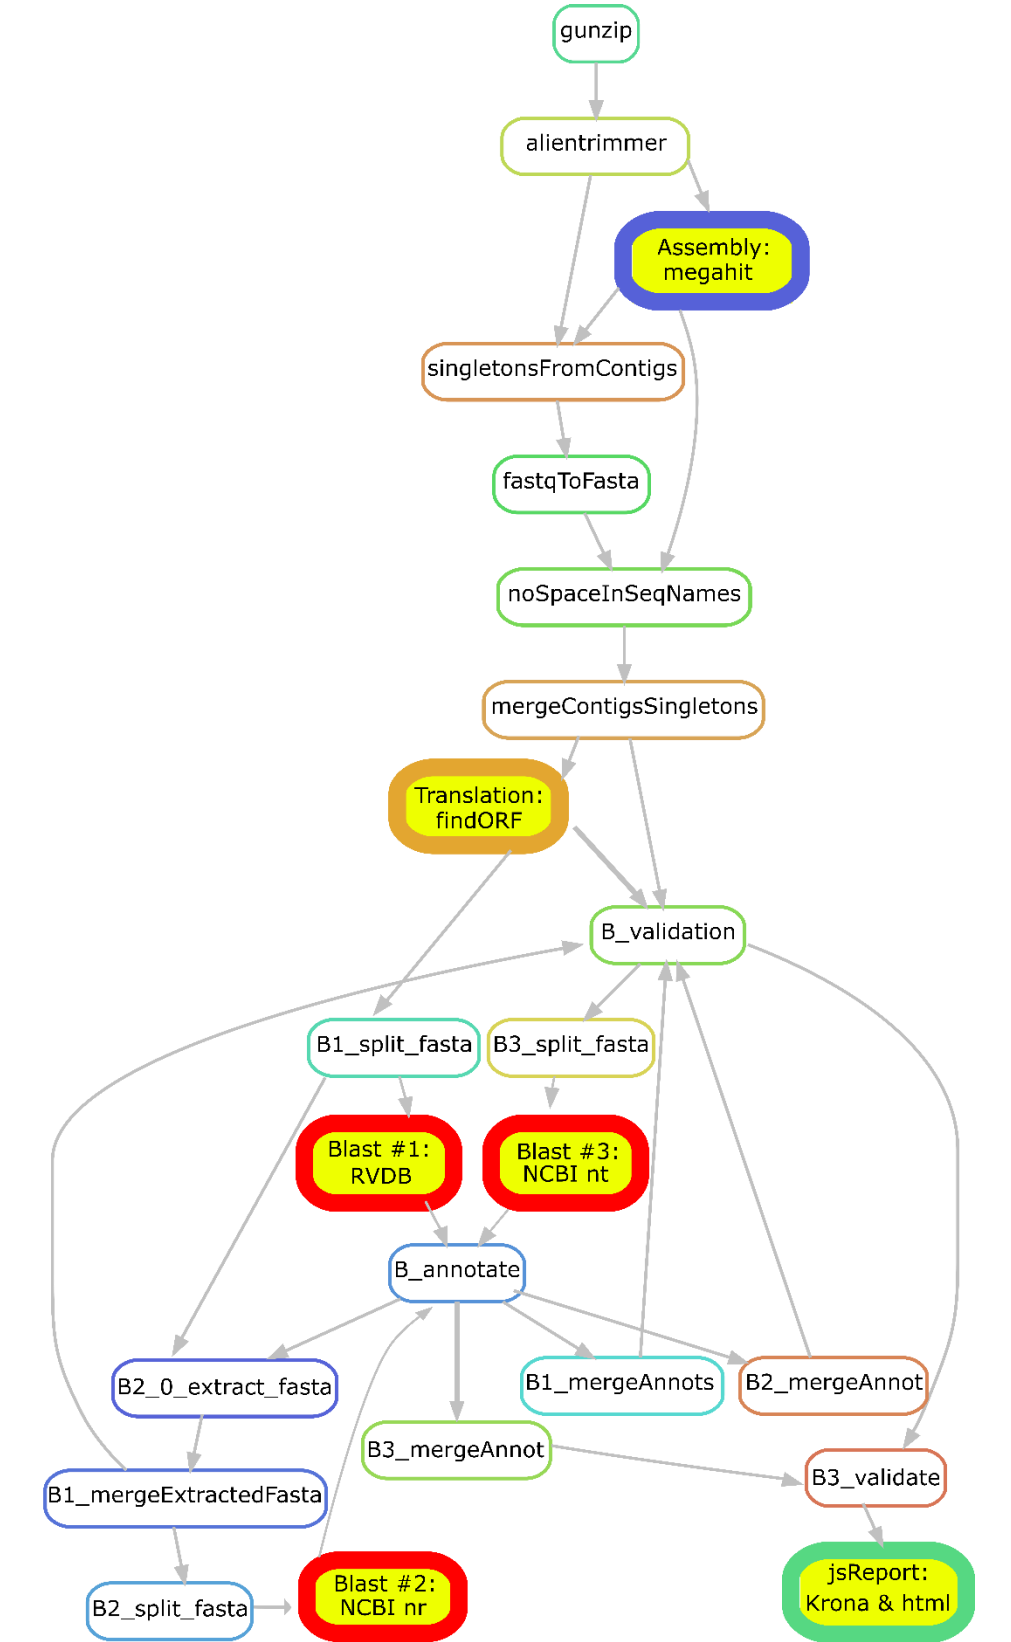 gunzip
alientrimmer
Assembly:
megahit
singletonsFromContigs
fastqToFasta
noSpaceInSeqNames
mergeContigsSingletons
Translation:
findORF
B_validation
B1_split_fasta
B3_split_fasta
Blast #1:
RVDB
Blast #3:
NCBI nt
B_annotate
B2_0_extract_fasta
B1_mergeAnnots
B2_mergeAnnot
B3_mergeAnnot
B3_validate
B1_mergeExtractedFasta
jsReport:
Krona & html
Blast #2:
NCBI nr
B2_split_fasta